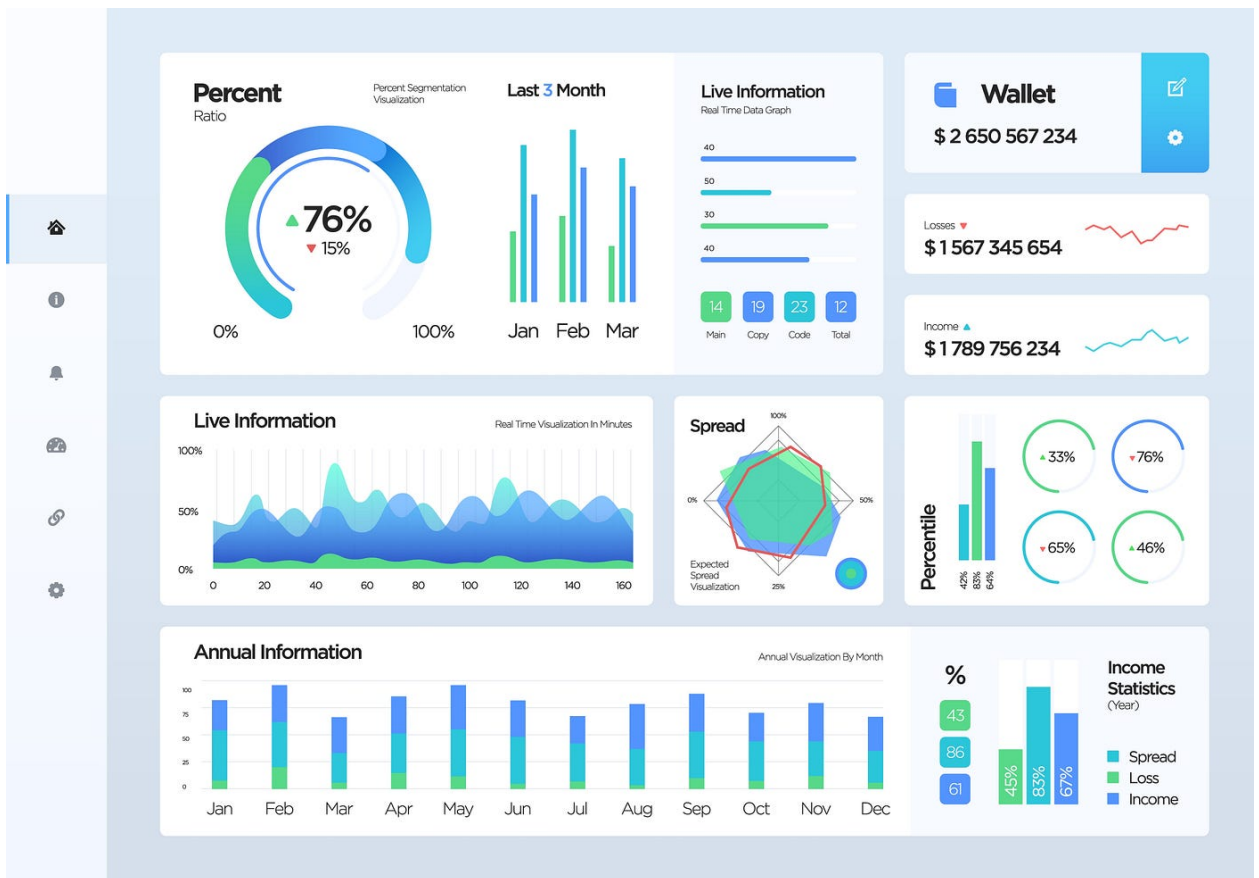 Percent
Ratio
Percent Segmentation
Visualization
76%
15%
0%
100%
Last 3 Month
Jan Feb Mar
Live Information
Real Time Data Graph
40
50
30
40
14 19 23 12
Main Copy Code Total
Wallet
$ 2 650 567 234
Losses
$ 1 567 345 654
Income
$ 1 789 756 234
Live Information
Real Time Visualization In Minutes
100%
50%
0%
0 20 40 60 80 100 120 140 160
Spread
100%
0%
50%
25%
Expected
Spread
Visualization
Percentile
42%
83%
64%
33%
76%
65%
46%
Annual Information
Annual Visualization By Month
100
75
50
25
0
Jan Feb Mar Apr May Jun Jul Aug Sep Oct Nov Dec
%
43
86
61
45%
83%
67%
Income
Statistics
(Year)
Spread
Loss
Income